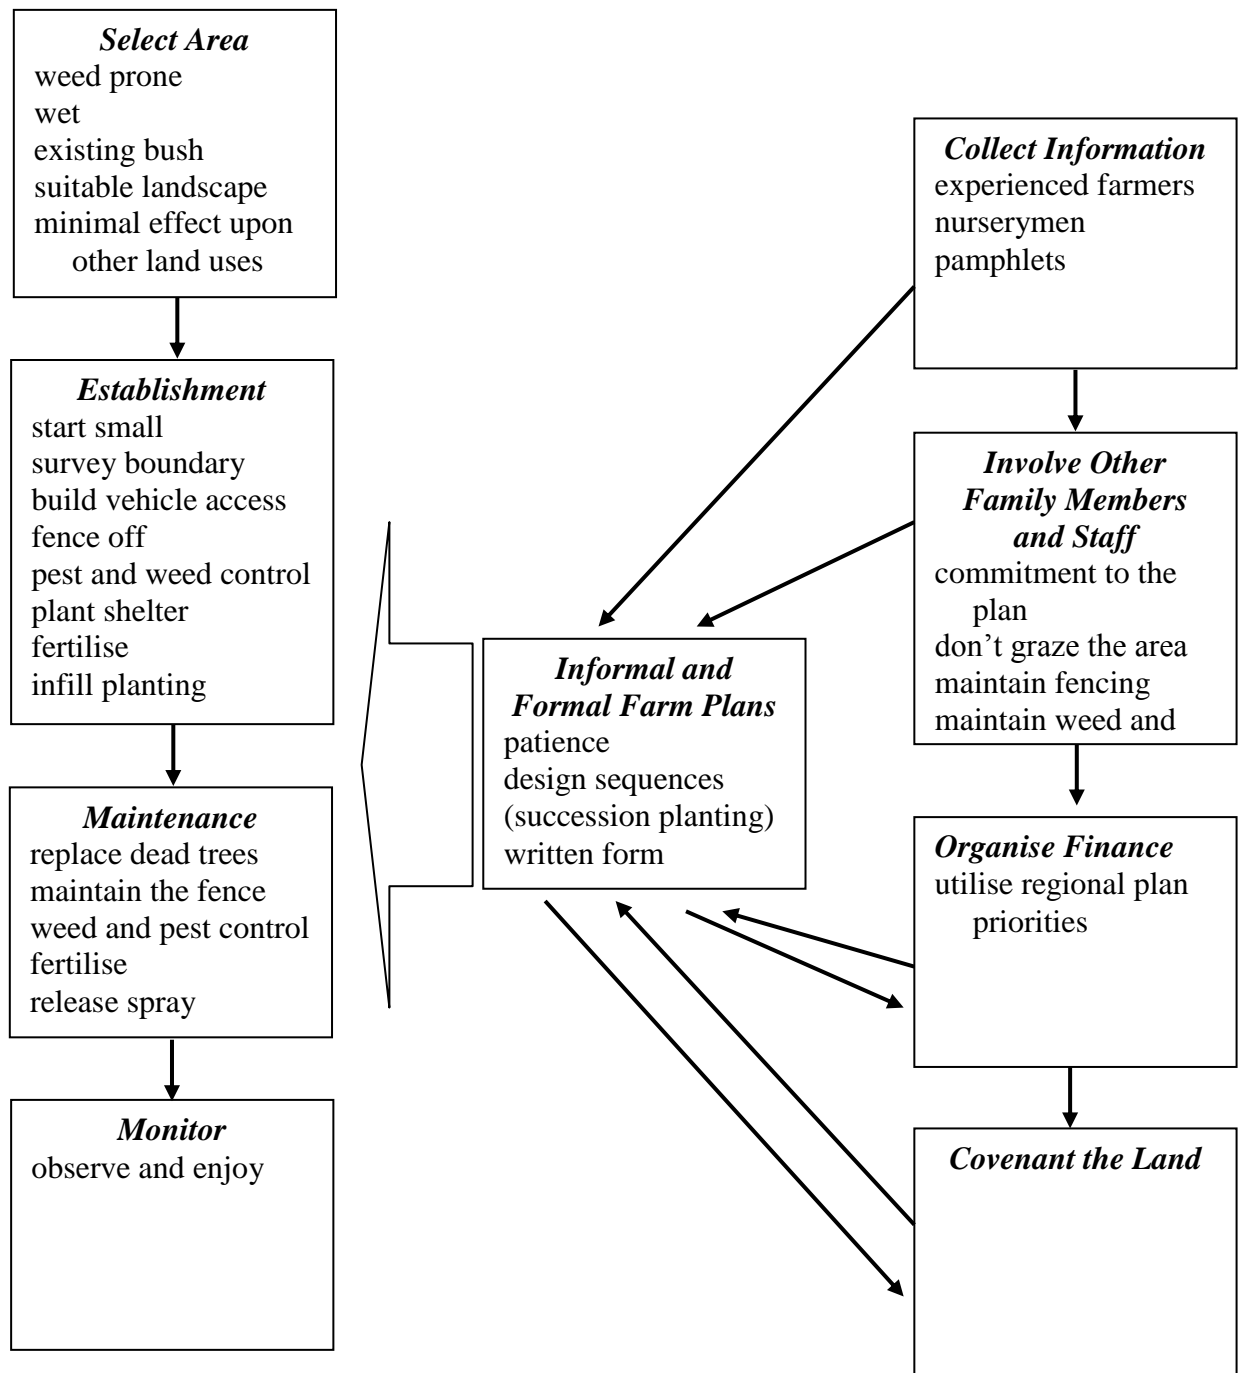 Select Area
weed prone
wet
existing bush
suitable landscape
minimal effect upon
other land uses
Establishment
start small
survey boundary
build vehicle access
fence off
pest and weed control
plant shelter
fertilise
infill planting
Maintenance
replace dead trees
maintain the fence
weed and pest control
fertilise
release spray
Monitor
observe and enjoy
Informal and
Formal Farm Plans
patience
design sequences
(succession planting)
written form
Collect Information
experienced farmers
nurserymen
pamphlets
Involve Other
Family Members
and Staff
commitment to the
plan
don’t graze the area
maintain fencing
maintain weed and
Organise Finance
utilise regional plan
priorities
Covenant the Land